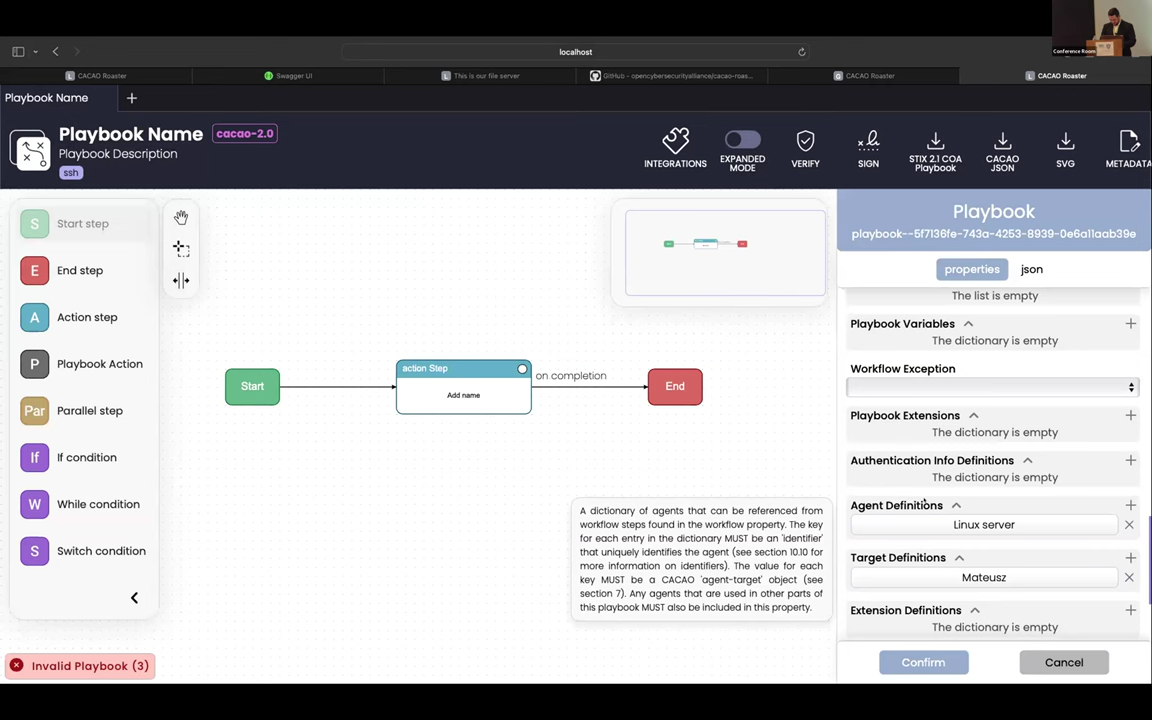 localhost
Conference Room
CACAO Roaster
Swagger UI
This is our file server
GitHub - opencybersecurityalliance/cacao-roas...
CACAO Roaster
CACAO Roaster
Playbook Name
Playbook Name
cacao-2.0
Playbook Description
ssh
INTEGRATIONS
EXPANDED MODE
VERIFY
SIGN
STIX 2.1 COA Playbook
CACAO JSON
SVG
METADATA
S Start step
E End step
A Action step
P Playbook Action
Par Parallel step
If If condition
W While condition
S Switch condition
Start
action Step
Add name
on completion
End
A dictionary of agents that can be referenced from
workflow steps found in the workflow property. The key
for each entry in the dictionary MUST be an 'identifier'
that uniquely identifies the agent (see section 10.10 for
more information on identifiers). The value for each
key MUST be a CACAO 'agent-target' object (see
section 7). Any agents that are used in other parts of
this playbook MUST also be included in this property.
Playbook
playbook--5f7136fe-743a-4253-8939-0e6a11aab39e
properties
json
The list is empty
Playbook Variables
The dictionary is empty
Workflow Exception
Playbook Extensions
The dictionary is empty
Authentication Info Definitions
The dictionary is empty
Agent Definitions
Linux server
Target Definitions
Mateusz
Extension Definitions
The dictionary is empty
Confirm
Cancel
Invalid Playbook (3)